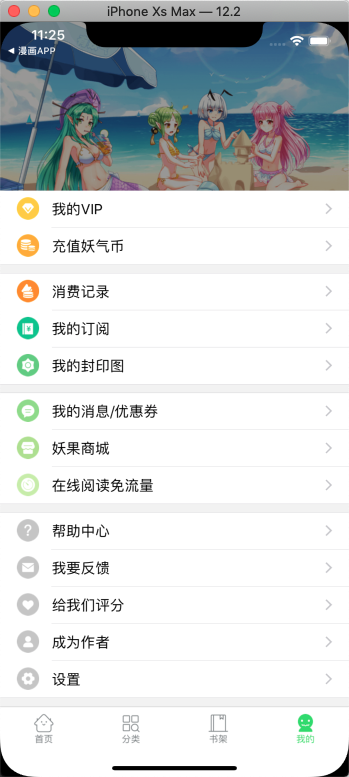 iPhone Xs Max — 12.2
11:25
◀ 漫画APP
我的VIP
充值妖气币
消费记录
我的订阅
我的封印图
我的消息/优惠券
妖果商城
在线阅读免流量
帮助中心
我要反馈
给我们评分
成为作者
设置
首页 分类 书架 我的